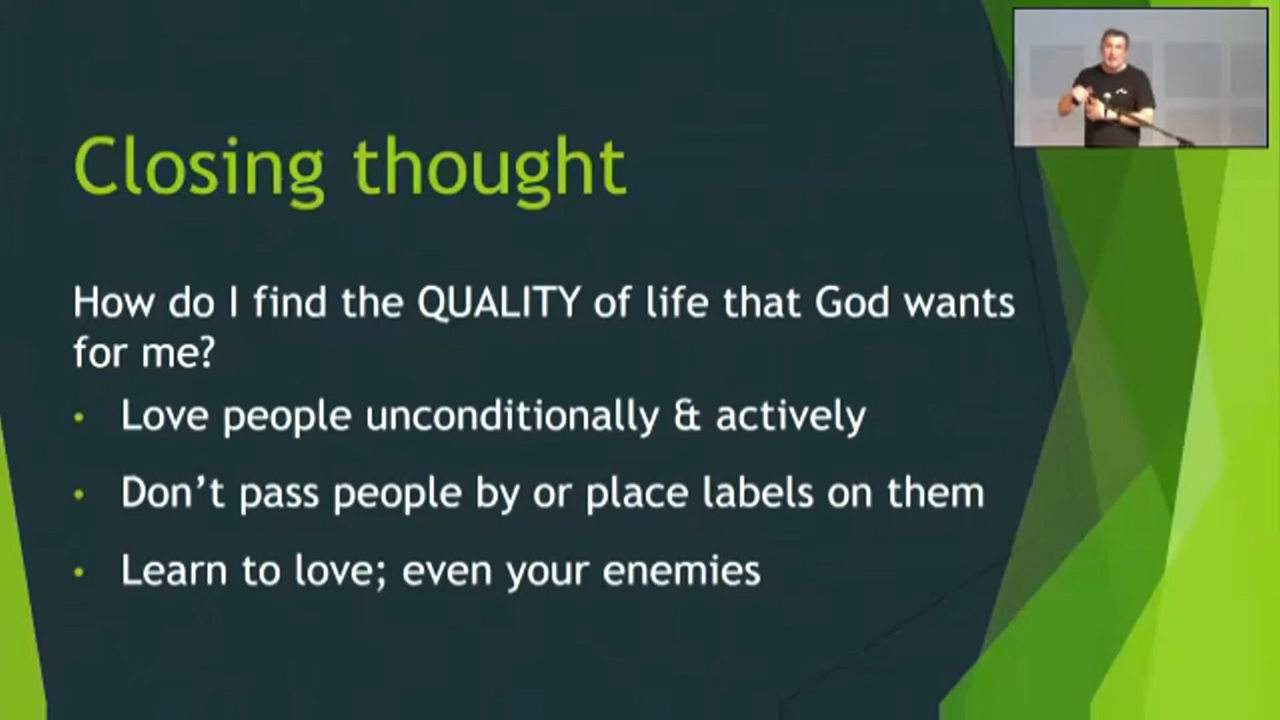 Closing thought
How do I find the QUALITY of life that God wants
for me?
• Love people unconditionally & actively
• Don’t pass people by or place labels on them
• Learn to love; even your enemies